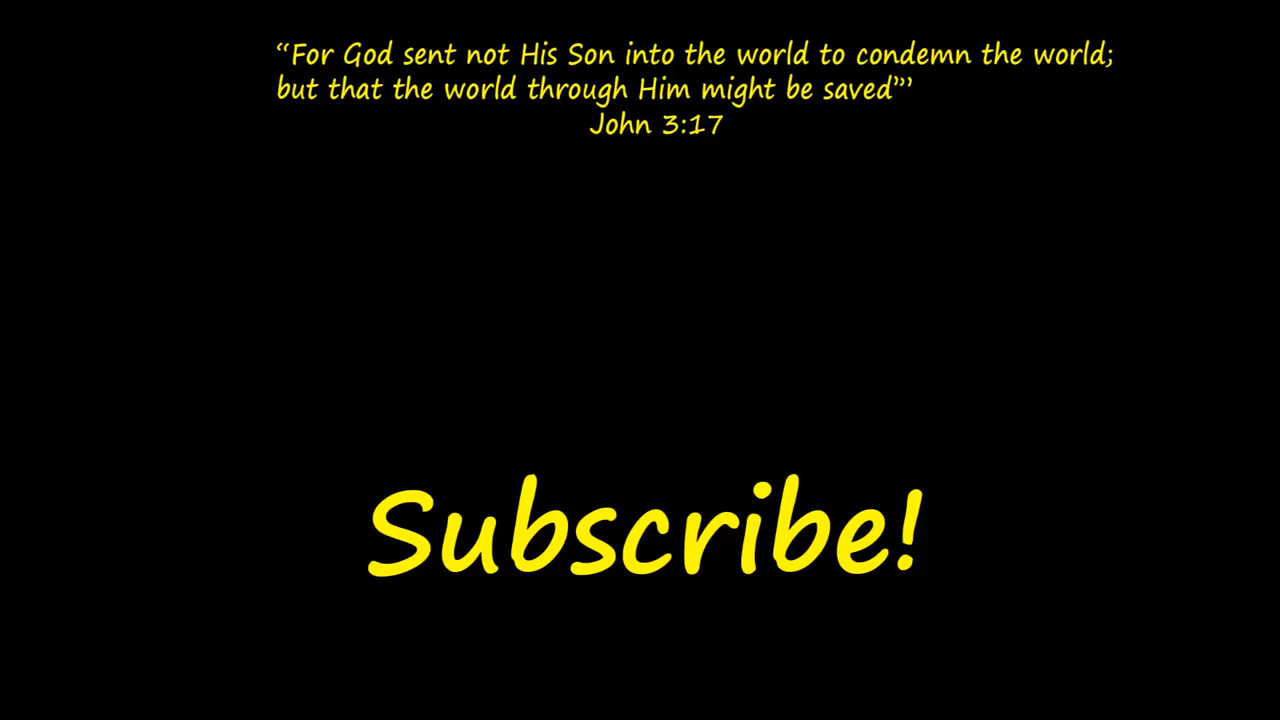 “For God sent not His Son into the world to condemn the world;
but that the world through Him might be saved”’
John 3:17
Subscribe!